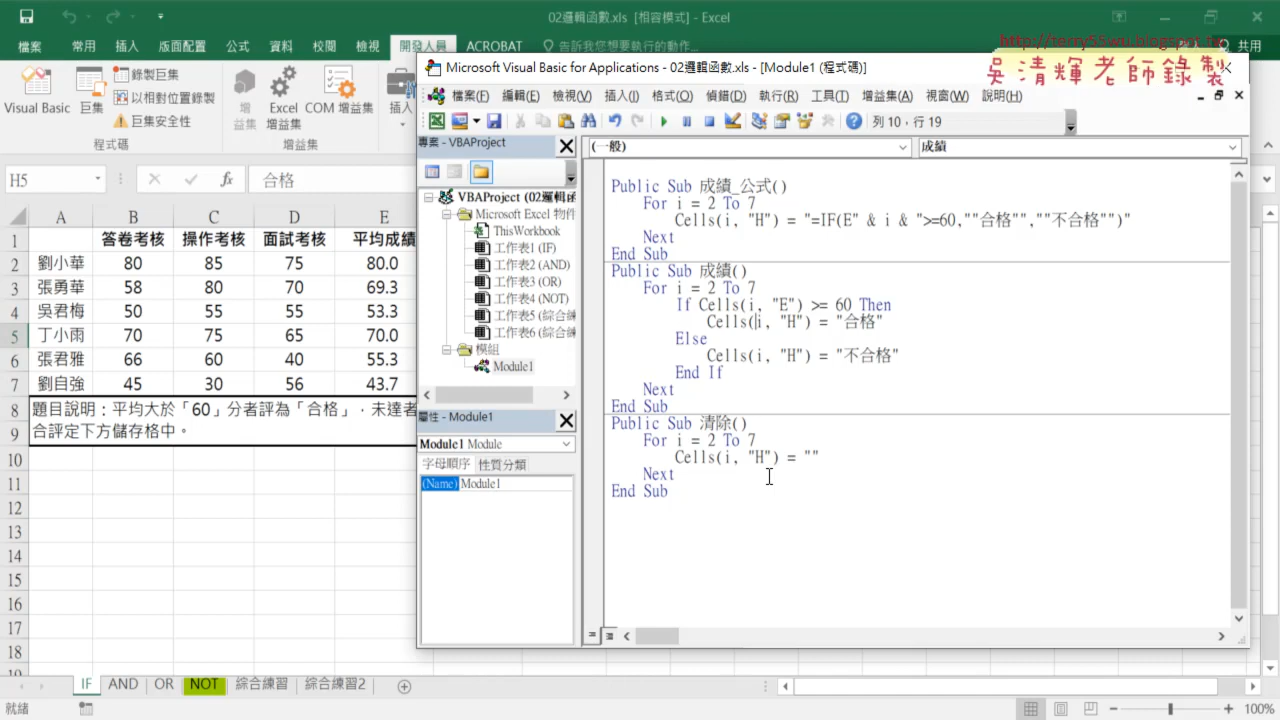 02邏輯函數.xls [相容模式] - Excel
檔案 常用 插入 版面配置 公式 資料 校閱 檢視 開發人員 ACROBAT 告訴我您想要執行的動作... 共用
http://terry55wu.blogspot.tw
吳清輝老師錄製
Visual Basic 巨集 錄製巨集 以相對位置錄製 巨集安全性 程式碼
增益集 Excel 增益集 COM 增益集 增益集 插入
H5 fx 合格
A B C D E
1 答卷考核 操作考核 面試考核 平均成績
2 劉小華 80 85 75 80.0
3 張勇華 58 80 70 69.3
4 吳君梅 50 55 55 53.3
5 丁小雨 70 75 65 70.0
6 張君雅 66 60 40 55.3
7 劉自強 45 30 56 43.7
8 題目說明：平均大於「60」分者評為「合格」，未達者
9 合評定下方儲存格中。
10
11
12
13
14
15
16
17
18
19
IF AND OR NOT 綜合練習 綜合練習2
就緒 100%
Microsoft Visual Basic for Applications - 02邏輯函數.xls - [Module1 (程式碼)]
檔案(F) 編輯(E) 檢視(V) 插入(I) 格式(O) 偵錯(D) 執行(R) 工具(T) 增益集(A) 視窗(W) 說明(H)
列 10，行 19
專案 - VBAProject
VBAProject (02邏輯函
Microsoft Excel 物件
ThisWorkbook
工作表1 (IF)
工作表2 (AND)
工作表3 (OR)
工作表4 (NOT)
工作表5 (綜合練
工作表6 (綜合練
模組
Module1
屬性 - Module1
Module1 Module
字母順序 性質分類
(Name) Module1
(一般) 成績
Public Sub 成績_公式()
For i = 2 To 7
Cells(i, "H") = "=IF(E" & i & ">=60,""合格"",""不合格"")"
Next
End Sub
Public Sub 成績()
For i = 2 To 7
If Cells(i, "E") >= 60 Then
Cells(i, "H") = "合格"
Else
Cells(i, "H") = "不合格"
End If
Next
End Sub
Public Sub 清除()
For i = 2 To 7
Cells(i, "H") = ""
Next
End Sub